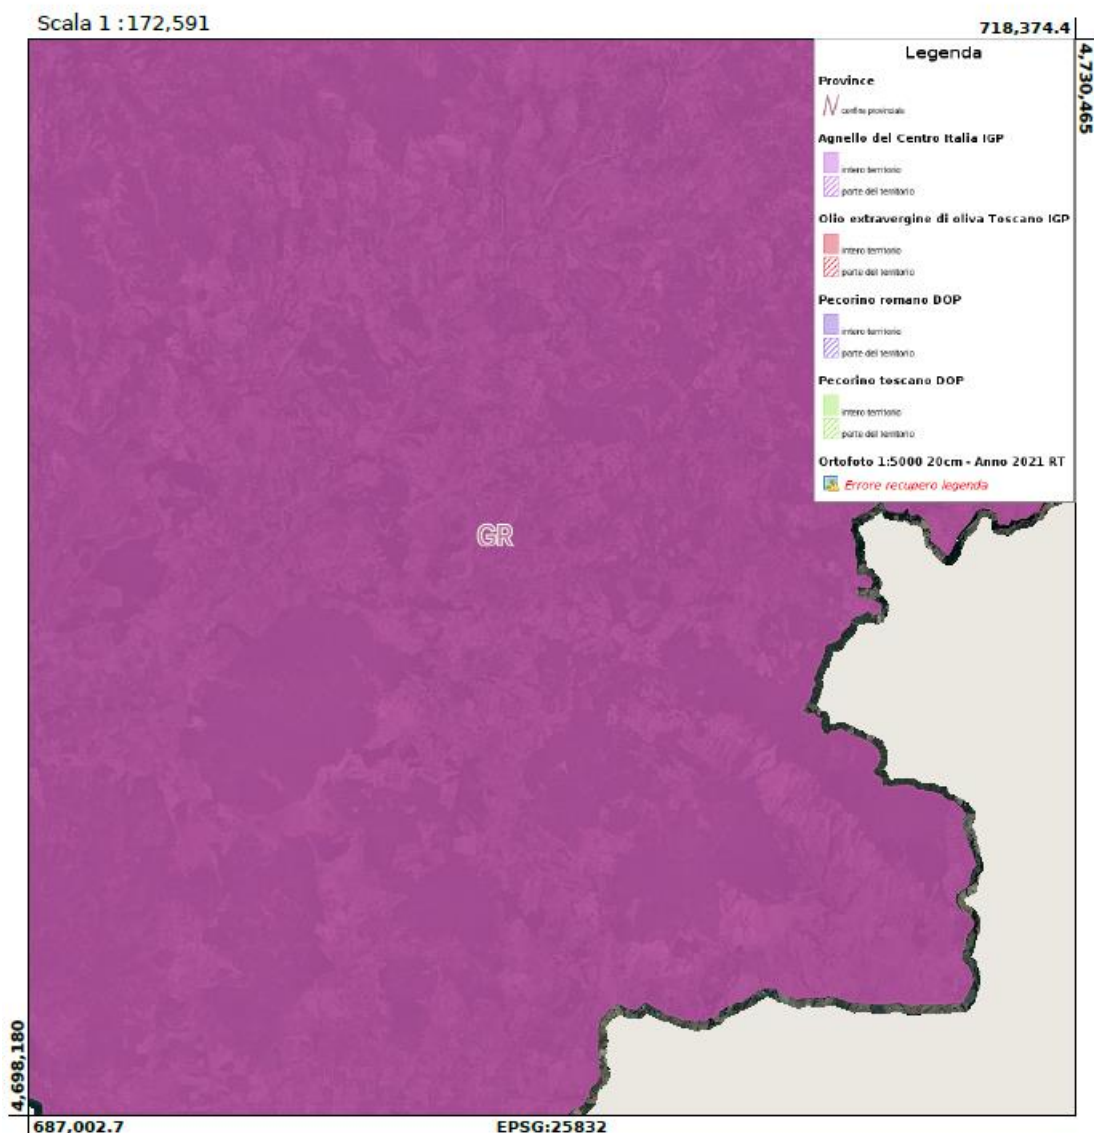 Scala 1 :172,591
718,374.4
4,730,465
Legenda
Province
confine provinciale
Agnello del Centro Italia IGP
intero territorio
parte del territorio
Olio extravergine di oliva Toscano IGP
intero territorio
parte del territorio
Pecorino romano DOP
intero territorio
parte del territorio
Pecorino toscano DOP
intero territorio
parte del territorio
Ortofoto 1:5000 20cm - Anno 2021 RT
Errore recupero legenda
GR
4,698,180
687,002.7
EPSG:25832